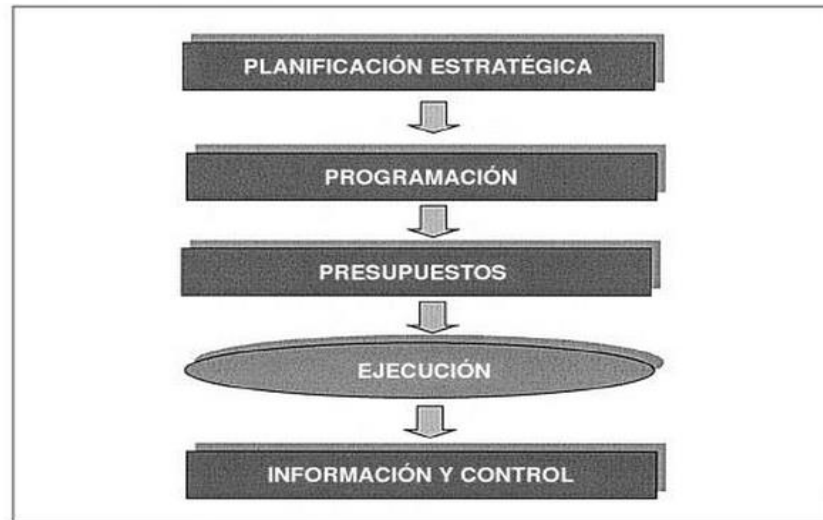 PLANIFICACIÓN ESTRATÉGICA
PROGRAMACIÓN
PRESUPUESTOS
EJECUCIÓN
INFORMACIÓN Y CONTROL